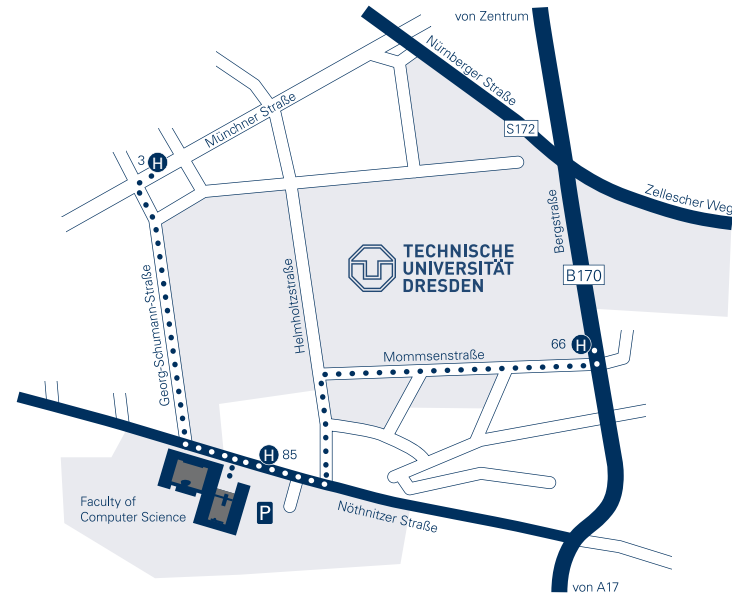 von Zentrum
Nürnberger Straße
Münchner Straße
S172
3 H
Zellescher Weg
Bergstraße
TECHNISCHE
UNIVERSITÄT
DRESDEN
B170
Georg-Schumann-Straße
Helmholtzstraße
66 H
Mommsenstraße
H 85
Faculty of
Computer Science
P
Nöthnitzer Straße
von A17